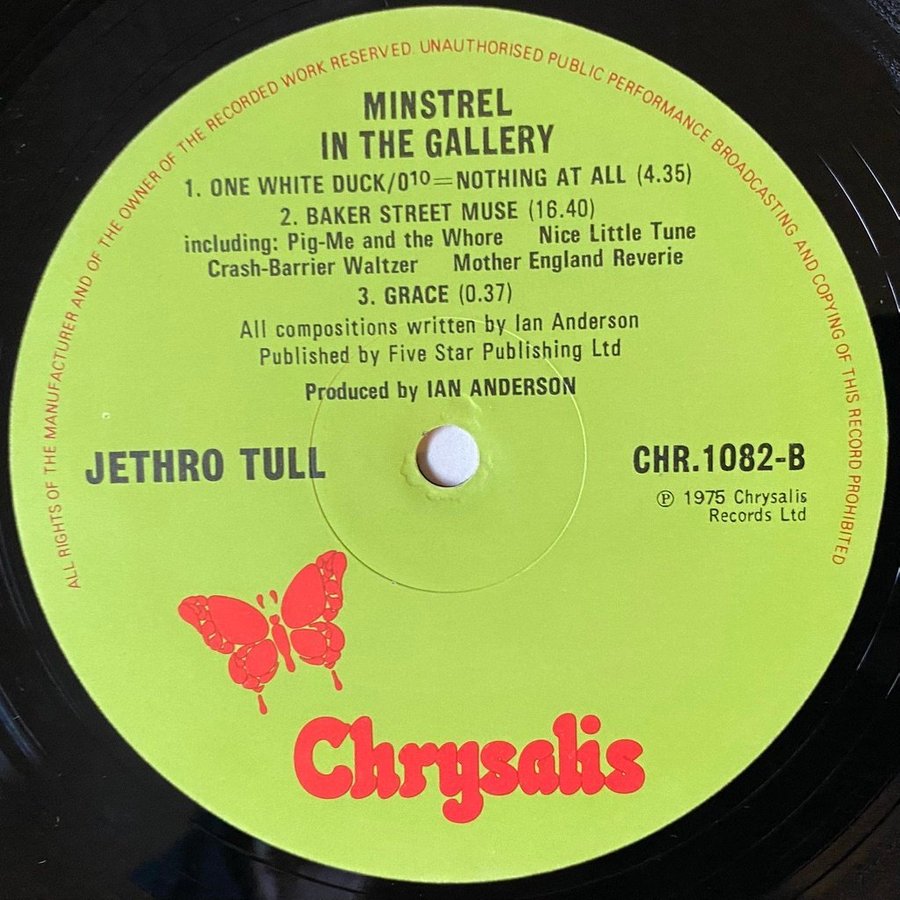 ALL RIGHTS OF THE MANUFACTURER AND OF THE OWNER OF THE RECORDED WORK RESERVED. UNAUTHORISED PUBLIC PERFORMANCE BROADCASTING AND COPYING OF THIS RECORD PROHIBITED
MINSTREL
IN THE GALLERY
1. ONE WHITE DUCK/0¹⁰=NOTHING AT ALL (4.35)
2. BAKER STREET MUSE (16.40)
including: Pig-Me and the Whore Nice Little Tune
Crash-Barrier Waltzer Mother England Reverie
3. GRACE (0.37)
All compositions written by Ian Anderson
Published by Five Star Publishing Ltd
Produced by IAN ANDERSON
JETHRO TULL
CHR.1082-B
℗ 1975 Chrysalis
Records Ltd
Chrysalis